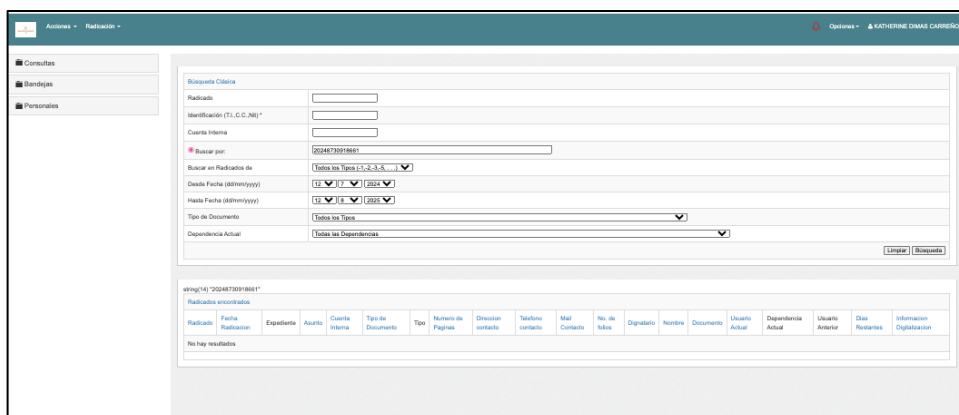 Acciones Radicación Opciones KATHERINE DIMAS CARREÑO
Consultas
Bandejas
Personales
Búsqueda Clásica
Radicado
Identificación (T.I.,C.C.,Nit) *
Cuenta Interna
Buscar por: 20248730918661
Buscar en Radicados de Todos los Tipos (-1,-2,-3,-5, . . .)
Desde Fecha (dd/mm/yyyy) 12 7 2024
Hasta Fecha (dd/mm/yyyy) 12 8 2025
Tipo de Documento Todos los Tipos
Dependencia Actual Todas las Dependencias
Limpiar Búsqueda
string(14) "20248730918661"
Radicados encontrados
Radicado Fecha Radicacion Expediente Asunto Cuenta Interna Tipo de Documento Tipo Numero de Paginas Direccion contacto Teléfono contacto Mail Contacto No. de folios Dignatario Nombre Documento Usuario Actual Dependencia Actual Usuario Anterior Días Restantes Informacion Digitalizacion
No hay resultados